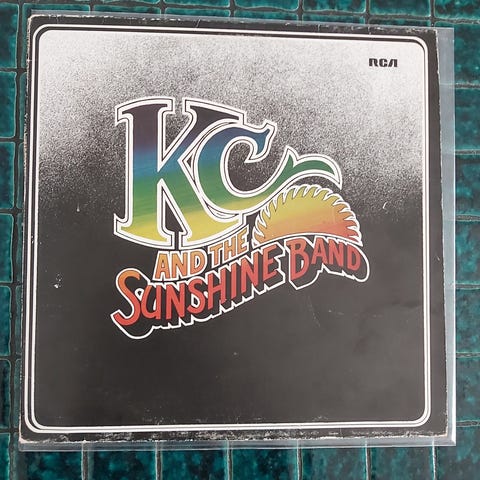 RCA
KC
AND THE
SUNSHINE BAND